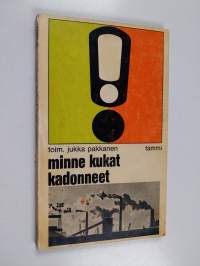 toim. jukka pakkanen tammi
minne kukat
kadonneet